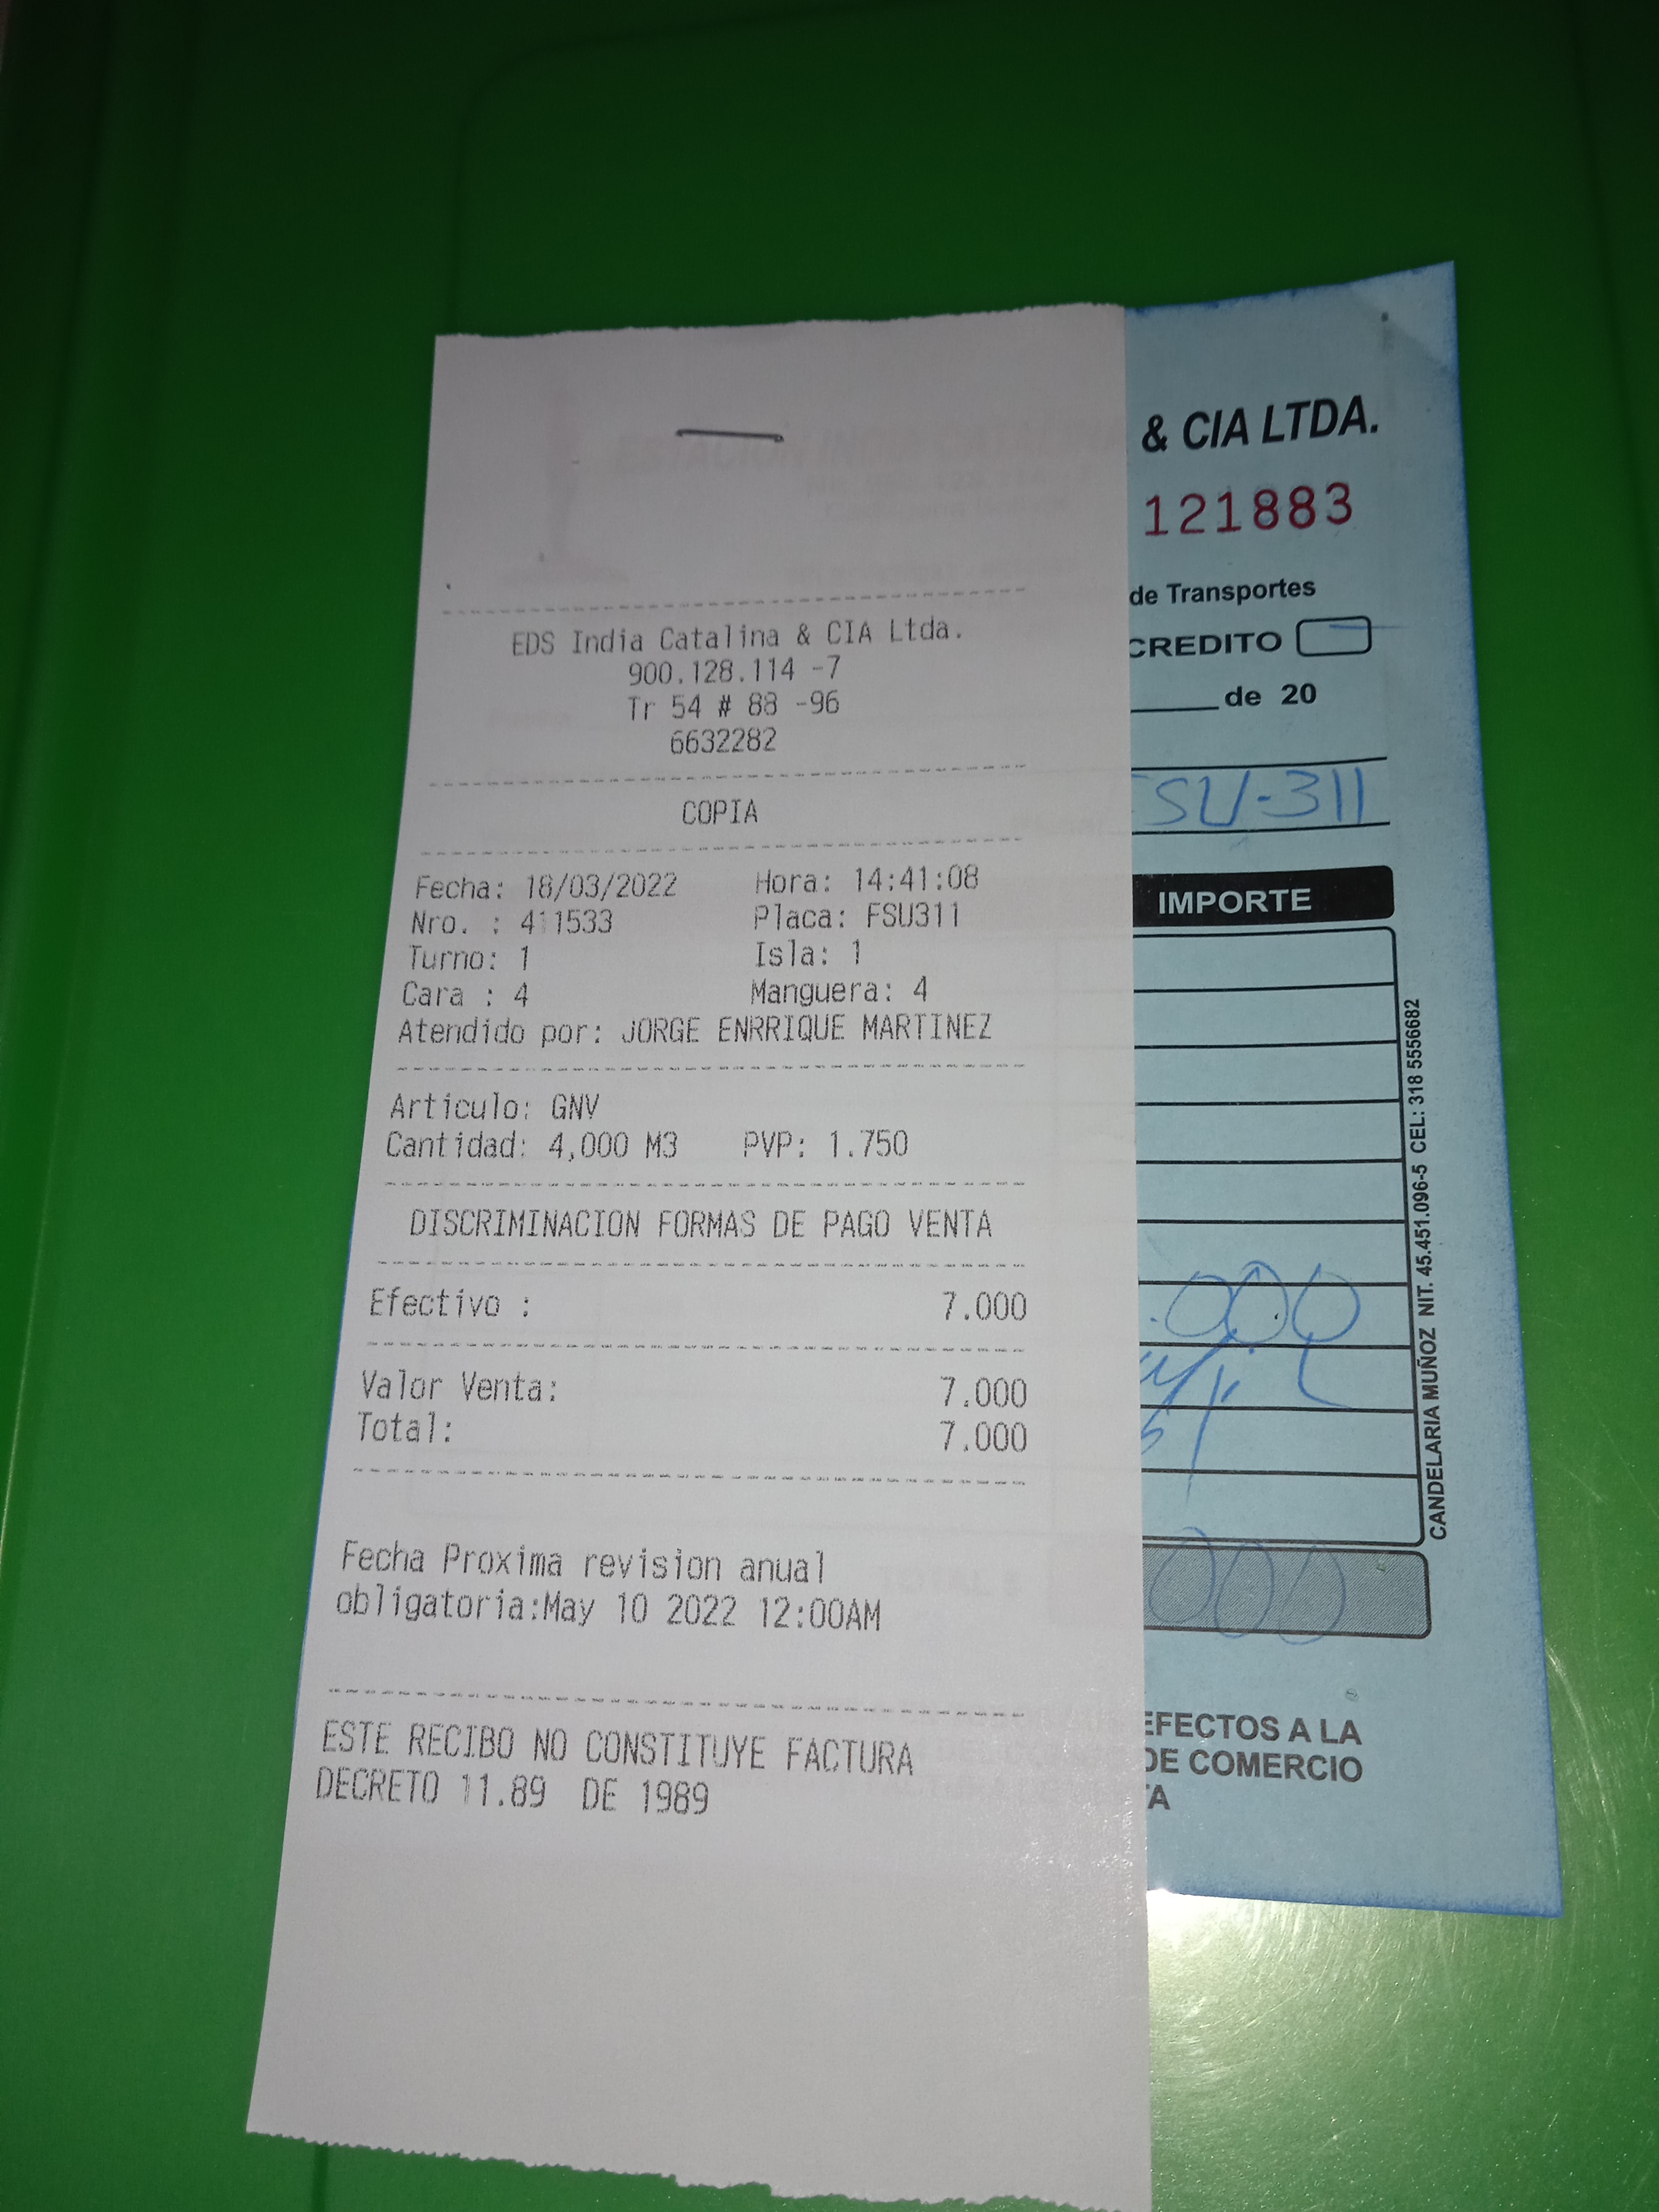 EDS India Catalina & CIA Ltda.
900.128.114 -7
Tr 54 # 88 -96
6632282
COPIA
Fecha: 18/03/2022 Hora: 14:41:08
Nro. : 411533 Placa: FSU311
Turno: 1 Isla: 1
Cara : 4 Manguera: 4
Atendido por: JORGE ENRRIQUE MARTINEZ
Articulo: GNV
Cantidad: 4,000 M3 PVP: 1.750
DISCRIMINACION FORMAS DE PAGO VENTA
Efectivo : 7.000
Valor Venta: 7.000
Total: 7.000
Fecha Proxima revision anual
obligatoria:May 10 2022 12:00AM
ESTE RECIBO NO CONSTITUYE FACTURA
DECRETO 11.89 DE 1989
& CIA LTDA.
121883
de Transportes
CREDITO
de 20
SU-311
IMPORTE
.000
000
EFECTOS A LA
DE COMERCIO
TA
CANDELARIA MUÑOZ NIT. 45.451.096-5 CEL: 318 5556682